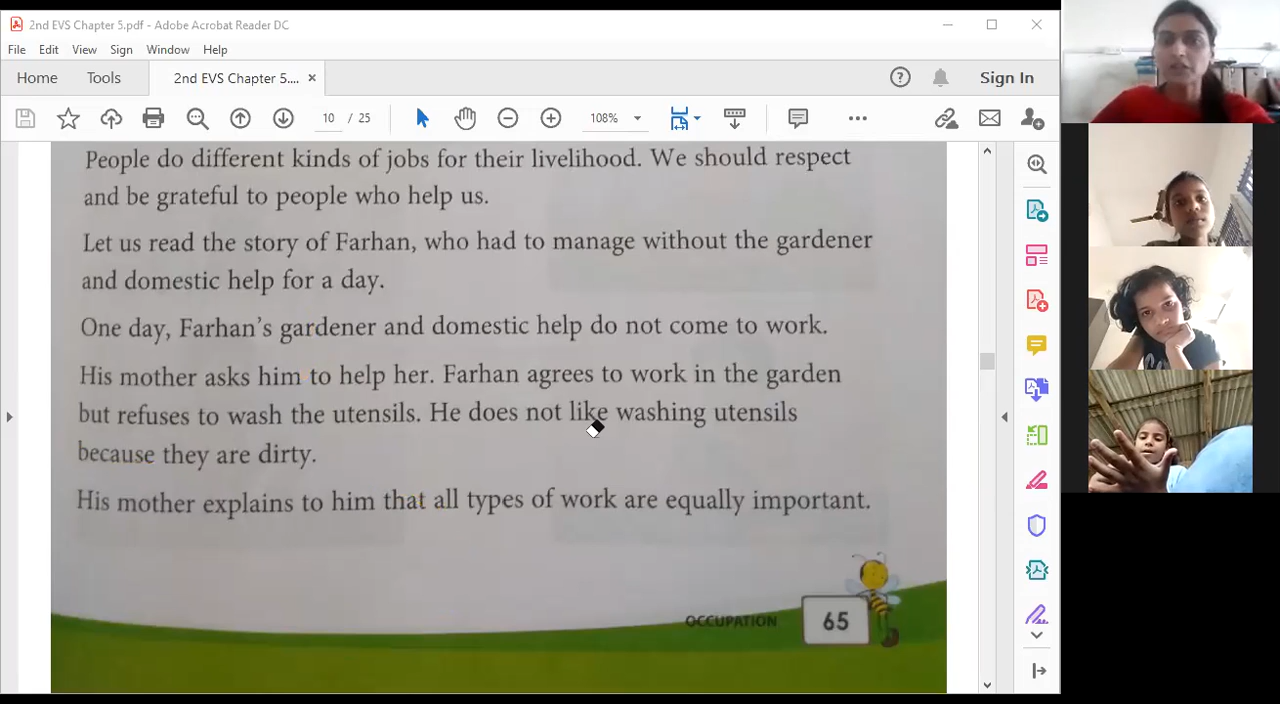 2nd EVS Chapter 5.pdf - Adobe Acrobat Reader DC
File Edit View Sign Window Help
Home Tools 2nd EVS Chapter 5.... × Sign In
10 / 25 108%
People do different kinds of jobs for their livelihood. We should respect
and be grateful to people who help us.
Let us read the story of Farhan, who had to manage without the gardener
and domestic help for a day.
One day, Farhan's gardener and domestic help do not come to work.
His mother asks him to help her. Farhan agrees to work in the garden
but refuses to wash the utensils. He does not like washing utensils
because they are dirty.
His mother explains to him that all types of work are equally important.
OCCUPATION 65